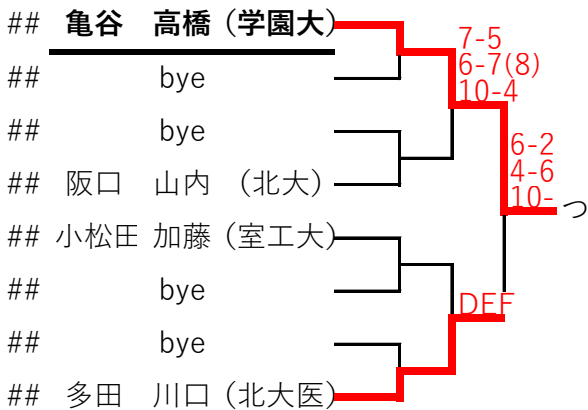 ## 亀谷 高橋 (学園大)
## bye
## bye
## 阪口 山内 (北大)
## 小松田 加藤 (室工大)
## bye
## bye
## 多田 川口 (北大医)
7-5
6-7(8)
10-4
6-2
4-6
10-
DEF
つ